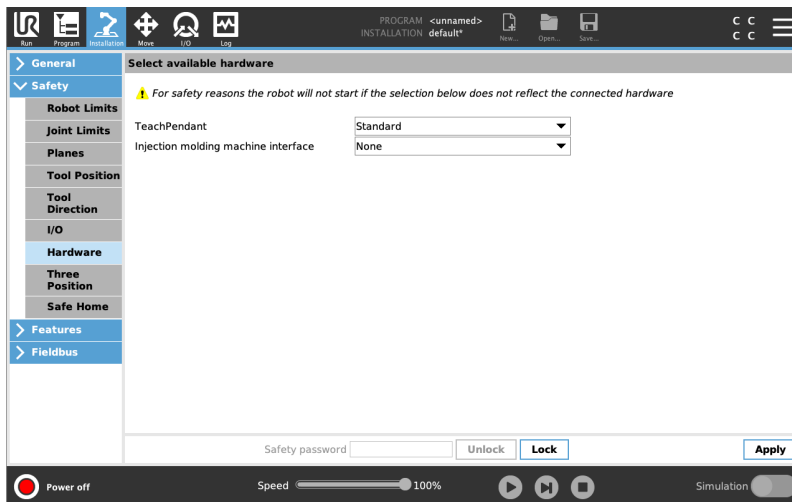 UR
Run
Program
Installation
Move
I/O
Log
PROGRAM <unnamed>
INSTALLATION default*
New...
Open...
Save...
C C
C C
General
Safety
Robot Limits
Joint Limits
Planes
Tool Position
Tool
Direction
I/O
Hardware
Three
Position
Safe Home
Features
Fieldbus
Select available hardware
For safety reasons the robot will not start if the selection below does not reflect the connected hardware
TeachPendant Standard
Injection molding machine interface None
Safety password Unlock Lock Apply
Power off
Speed 100%
Simulation